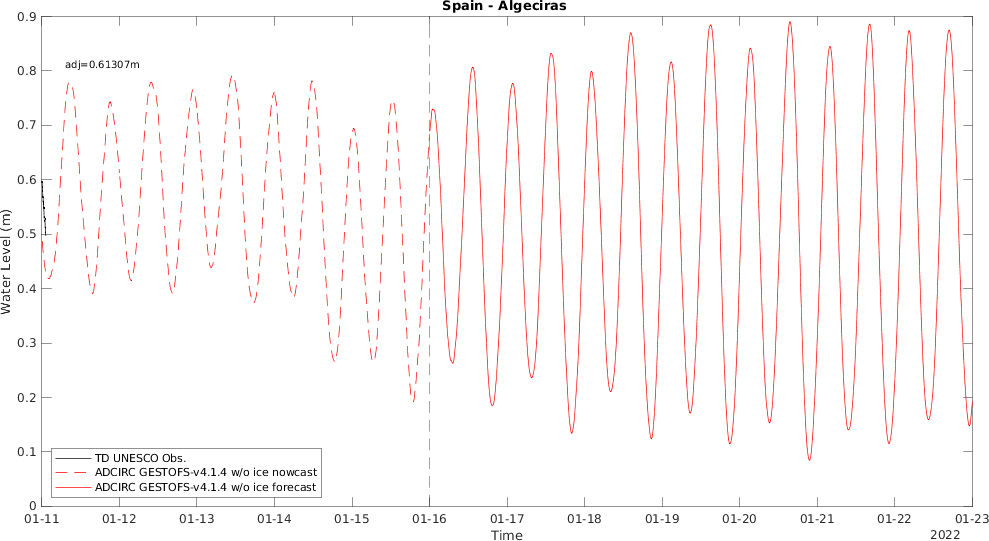 Spain - Algeciras
0.9
0.8
0.7
0.6
0.5
0.4
0.3
0.2
0.1
0
Water Level (m)
adj=0.61307m
TD UNESCO Obs.
ADCIRC GESTOFS-v4.1.4 w/o ice nowcast
ADCIRC GESTOFS-v4.1.4 w/o ice forecast
01-11 01-12 01-13 01-14 01-15 01-16 01-17 01-18 01-19 01-20 01-21 01-22 01-23
Time
2022